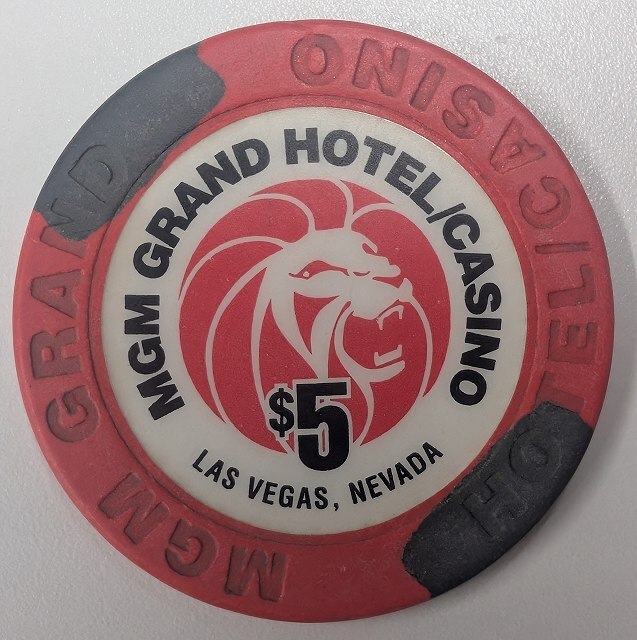 MGM GRAND HOTEL/CASINO
$5
LAS VEGAS, NEVADA
MGM GRAND
HOTEL/CASINO